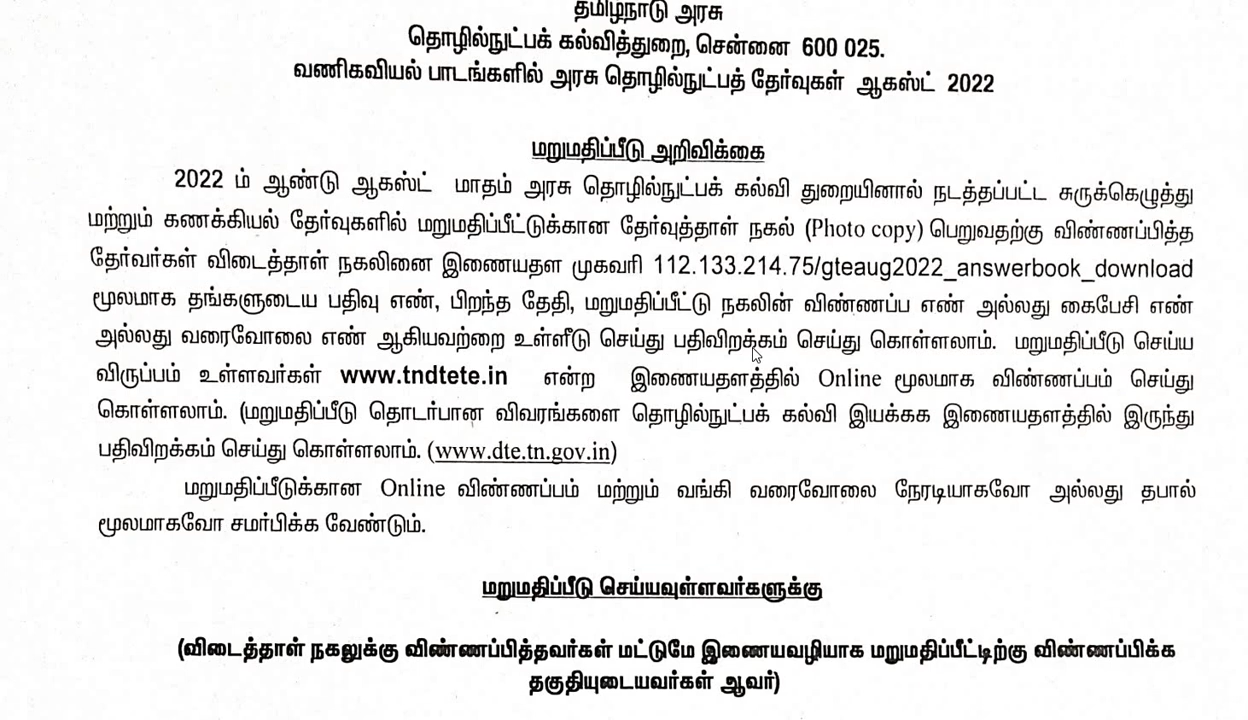 தமிழ்நாடு அரசு
தொழில்நுட்பக் கல்வித்துறை, சென்னை 600 025.
வணிகவியல் பாடங்களில் அரசு தொழில்நுட்பத் தேர்வுகள் ஆகஸ்ட் 2022
மறுமதிப்பீடு அறிவிக்கை
2022 ம் ஆண்டு ஆகஸ்ட் மாதம் அரசு தொழில்நுட்பக் கல்வி துறையினால் நடத்தப்பட்ட சுருக்கெழுத்து
மற்றும் கணக்கியல் தேர்வுகளில் மறுமதிப்பீட்டுக்கான தேர்வுத்தாள் நகல் (Photo copy) பெறுவதற்கு விண்ணப்பித்த
தேர்வர்கள் விடைத்தாள் நகலினை இணையதள முகவரி 112.133.214.75/gteaug2022_answerbook_download
மூலமாக தங்களுடைய பதிவு எண், பிறந்த தேதி, மறுமதிப்பீட்டு நகலின் விண்ணப்ப எண் அல்லது கைபேசி எண்
அல்லது வரைவோலை எண் ஆகியவற்றை உள்ளீடு செய்து பதிவிறக்கம் செய்து கொள்ளலாம். மறுமதிப்பீடு செய்ய
விருப்பம் உள்ளவர்கள் www.tndtete.in என்ற இணையதளத்தில் Online மூலமாக விண்ணப்பம் செய்து
கொள்ளலாம். (மறுமதிப்பீடு தொடர்பான விவரங்களை தொழில்நுட்பக் கல்வி இயக்கக இணையதளத்தில் இருந்து
பதிவிறக்கம் செய்து கொள்ளலாம். (www.dte.tn.gov.in)
மறுமதிப்பீடுக்கான Online விண்ணப்பம் மற்றும் வங்கி வரைவோலை நேரடியாகவோ அல்லது தபால்
மூலமாகவோ சமர்பிக்க வேண்டும்.
மறுமதிப்பீடு செய்யவுள்ளவர்களுக்கு
(விடைத்தாள் நகலுக்கு விண்ணப்பித்தவர்கள் மட்டுமே இணையவழியாக மறுமதிப்பீட்டிற்கு விண்ணப்பிக்க
தகுதியுடையவர்கள் ஆவர்)